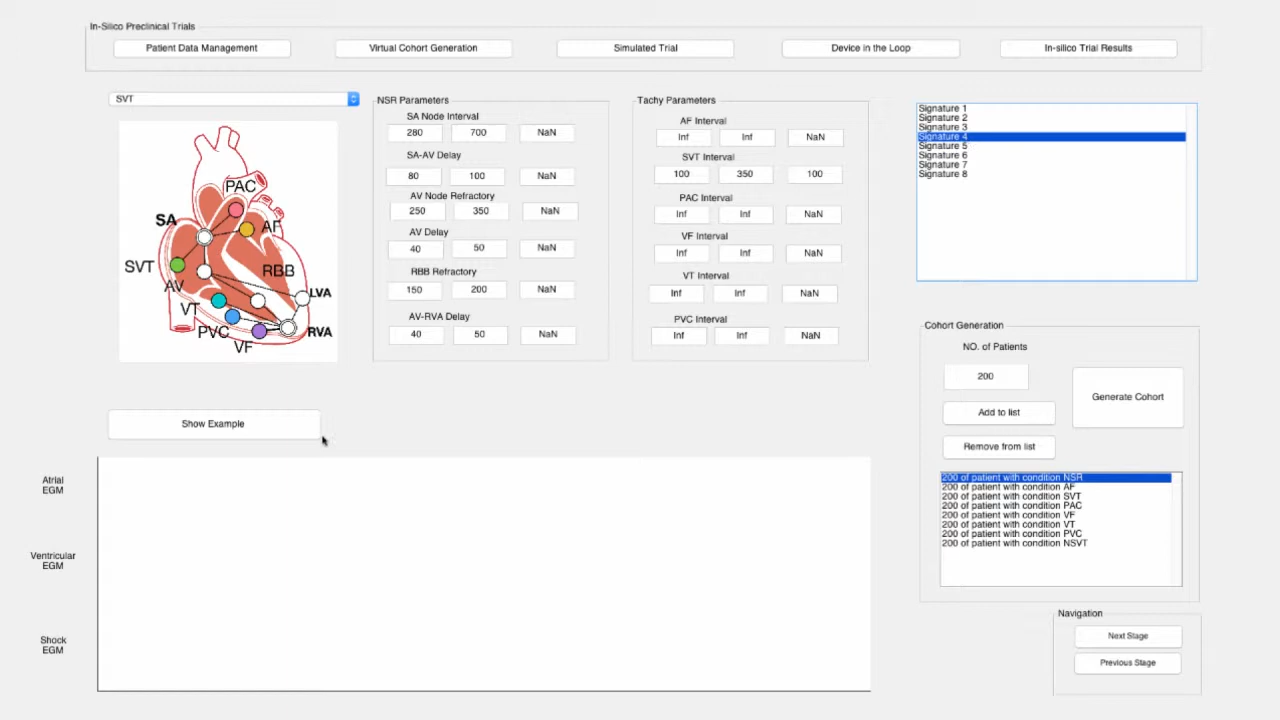 In-Silico Preclinical Trials
Patient Data Management
Virtual Cohort Generation
Simulated Trial
Device in the Loop
In-silico Trial Results
SVT
PAC
SA
AF
SVT
RBB
AV
LVA
VT
PVC
RVA
VF
NSR Parameters
SA Node Interval
280 700 NaN
SA-AV Delay
80 100 NaN
AV Node Refractory
250 350 NaN
AV Delay
40 50 NaN
RBB Refractory
150 200 NaN
AV-RVA Delay
40 50 NaN
Tachy Parameters
AF Interval
Inf Inf NaN
SVT Interval
100 350 100
PAC Interval
Inf Inf NaN
VF Interval
Inf Inf NaN
VT Interval
Inf Inf NaN
PVC Interval
Inf Inf NaN
Signature 1
Signature 2
Signature 3
Signature 4
Signature 5
Signature 6
Signature 7
Signature 8
Cohort Generation
NO. of Patients
200
Generate Cohort
Add to list
Remove from list
200 of patient with condition NSR
200 of patient with condition AF
200 of patient with condition SVT
200 of patient with condition PAC
200 of patient with condition VF
200 of patient with condition VT
200 of patient with condition PVC
200 of patient with condition NSVT
Show Example
Atrial
EGM
Ventricular
EGM
Shock
EGM
Navigation
Next Stage
Previous Stage